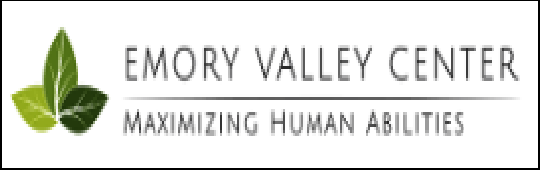 EMORY VALLEY CENTER
MAXIMIZING HUMAN ABILITIES